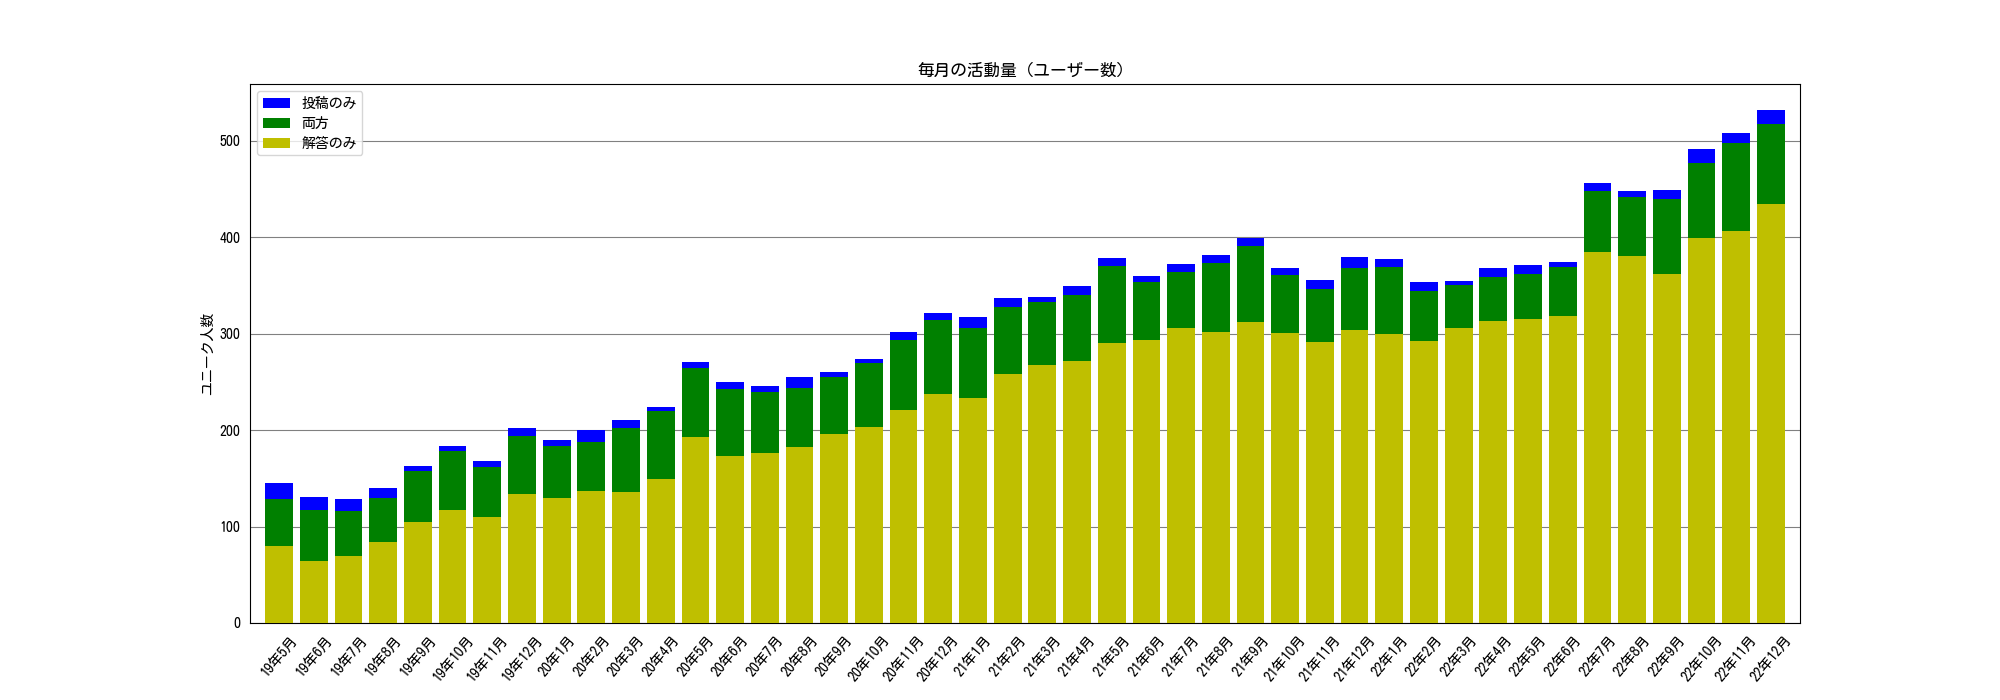 毎月の活動量（ユーザー数）
投稿のみ
両方
解答のみ
ユニーク人数
500
400
300
200
100
0
19年5月
19年6月
19年7月
19年8月
19年9月
19年10月
19年11月
19年12月
20年1月
20年2月
20年3月
20年4月
20年5月
20年6月
20年7月
20年8月
20年9月
20年10月
20年11月
20年12月
21年1月
21年2月
21年3月
21年4月
21年5月
21年6月
21年7月
21年8月
21年9月
21年10月
21年11月
21年12月
22年1月
22年2月
22年3月
22年4月
22年5月
22年6月
22年7月
22年8月
22年9月
22年10月
22年11月
22年12月